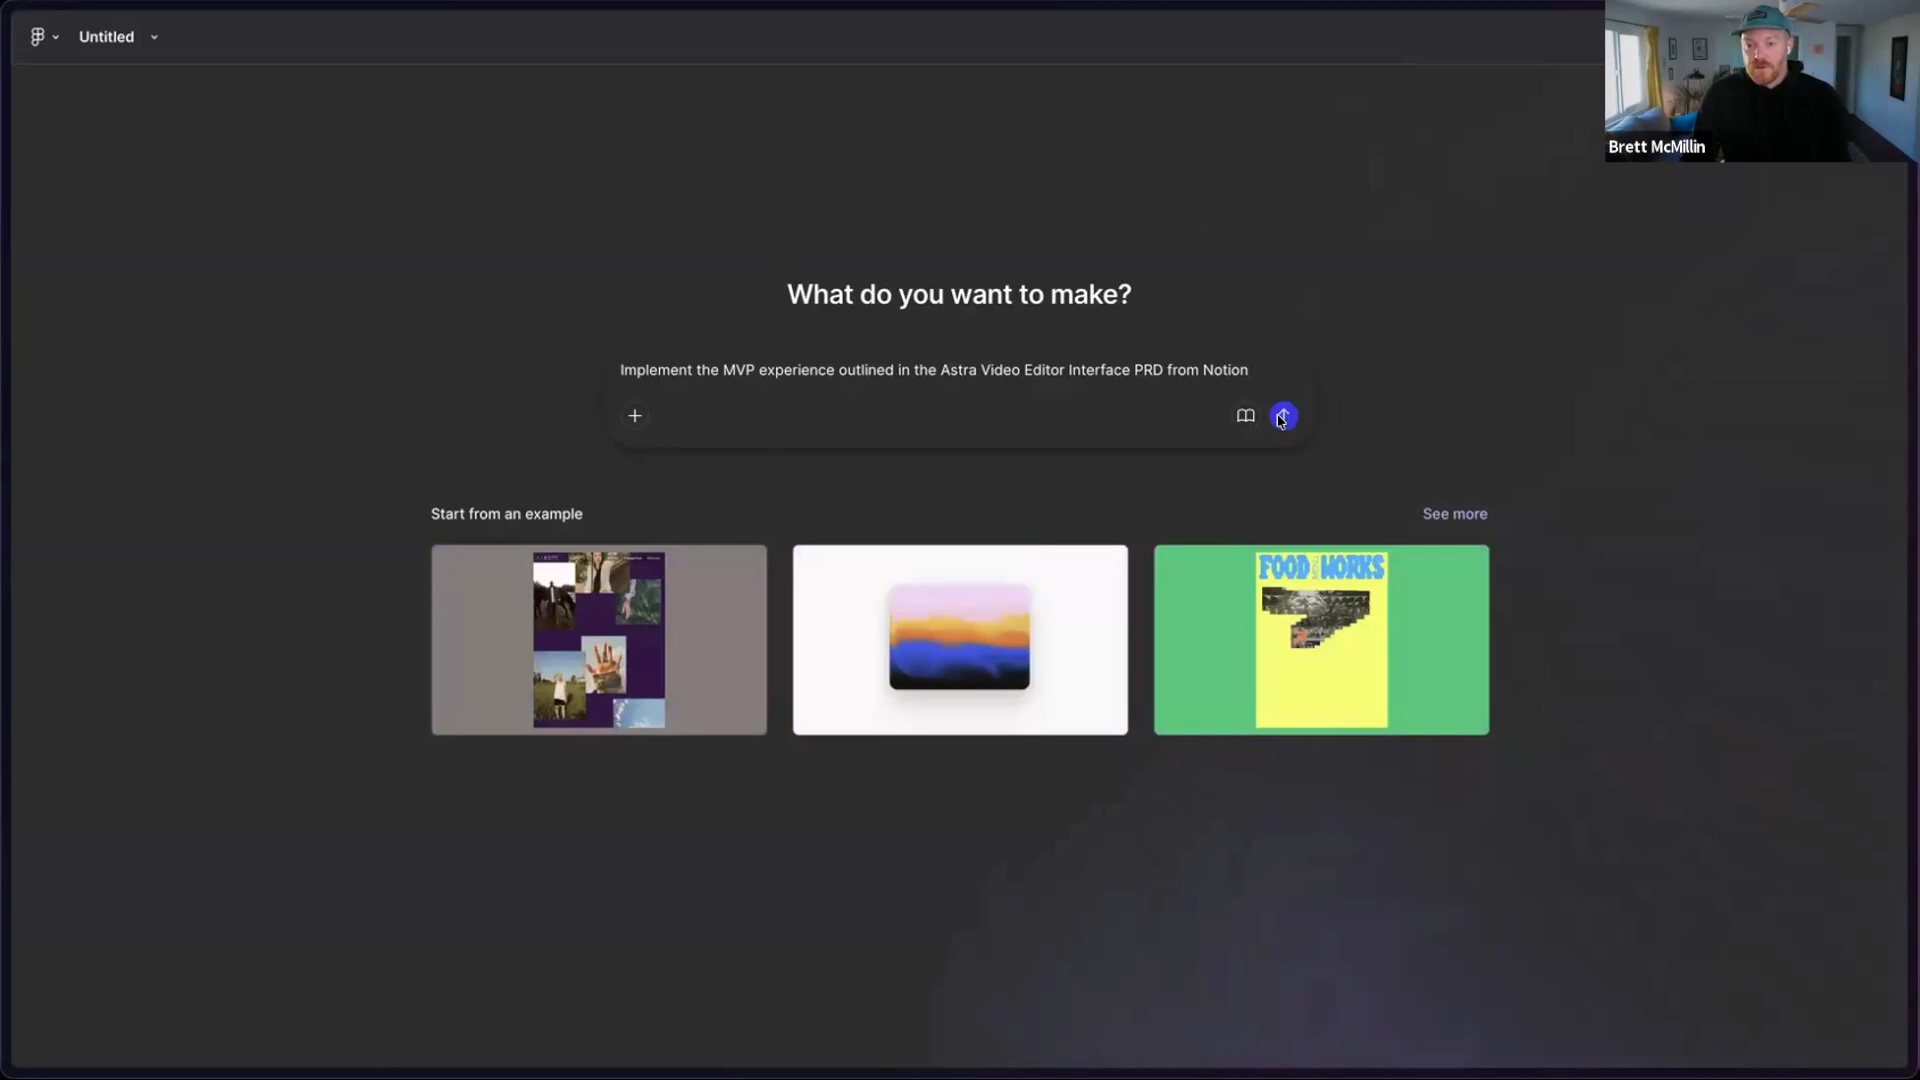 Untitled
Brett McMillin
What do you want to make?
Implement the MVP experience outlined in the Astra Video Editor Interface PRD from Notion
Start from an example
See more
FOOD WORKS